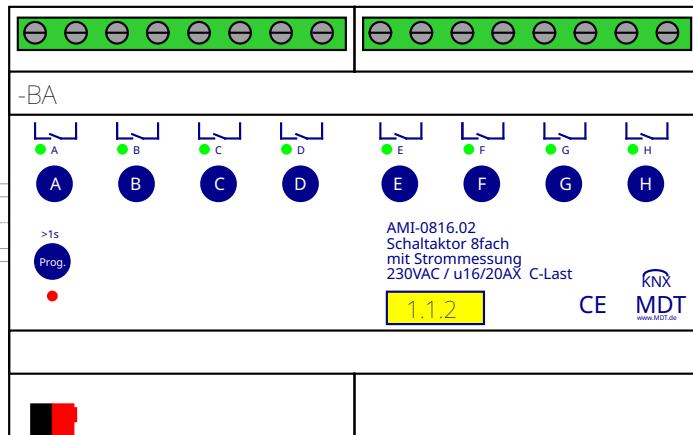 -BA
A B C D E F G H
A B C D E F G H
>1s
Prog.
AMI-0816.02
Schaltaktor 8fach
mit Strommessung
230VAC / u16/20AX C-Last
1.1.2
CE
KNX
MDT
www.MDT.de